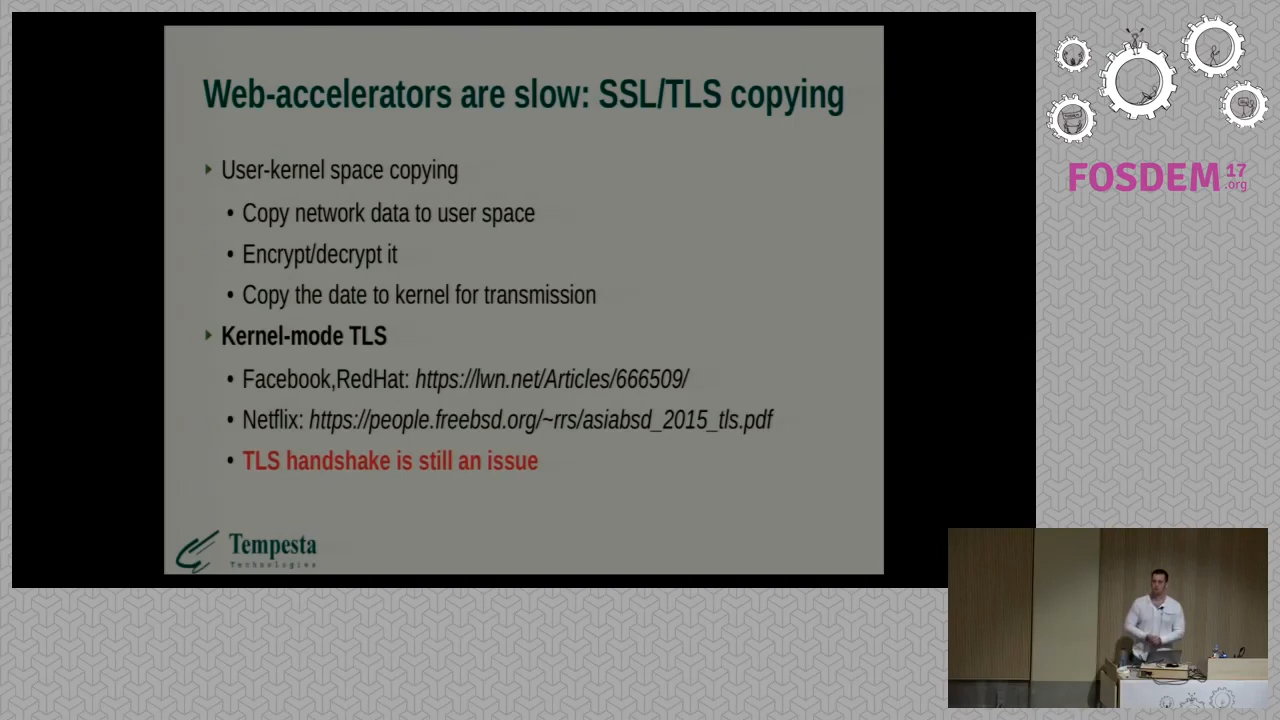 Web-accelerators are slow: SSL/TLS copying
User-kernel space copying
Copy network data to user space
Encrypt/decrypt it
Copy the date to kernel for transmission
Kernel-mode TLS
Facebook,RedHat: https://lwn.net/Articles/666509/
Netflix: https://people.freebsd.org/~rrs/asiabsd_2015_tls.pdf
TLS handshake is still an issue
Tempesta
Technologies
FOSDEM 17
.org